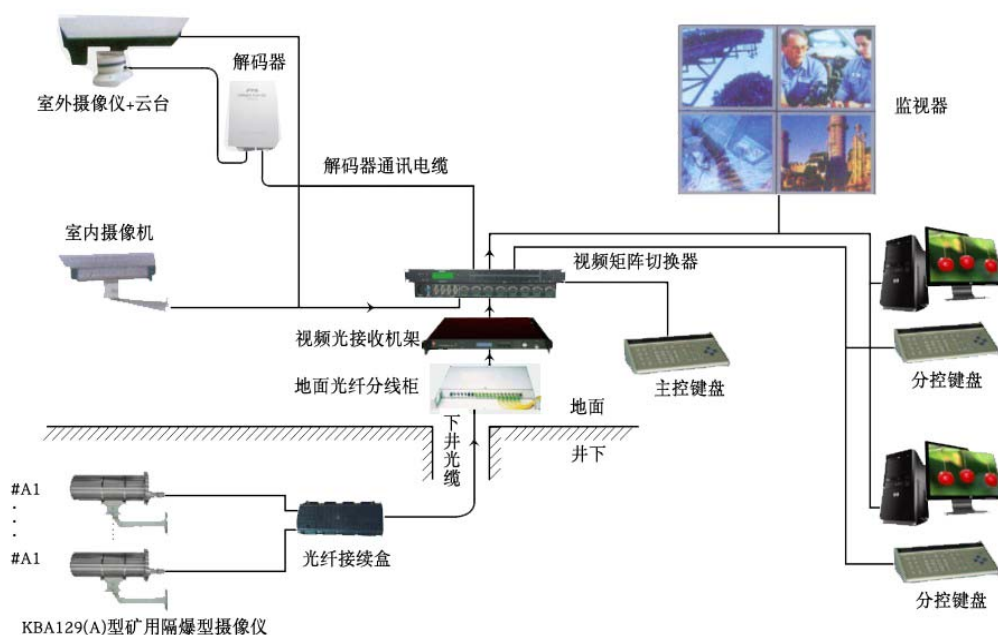 解码器
室外摄像仪+云台
监视器
解码器通讯电缆
室内摄像机
视频矩阵切换器
视频光接收机架
地面光纤分线柜
主控键盘
分控键盘
地面
下井光缆
井下
#A1
#A1
光纤接续盒
分控键盘
KBA129(A)型矿用隔爆型摄像仪